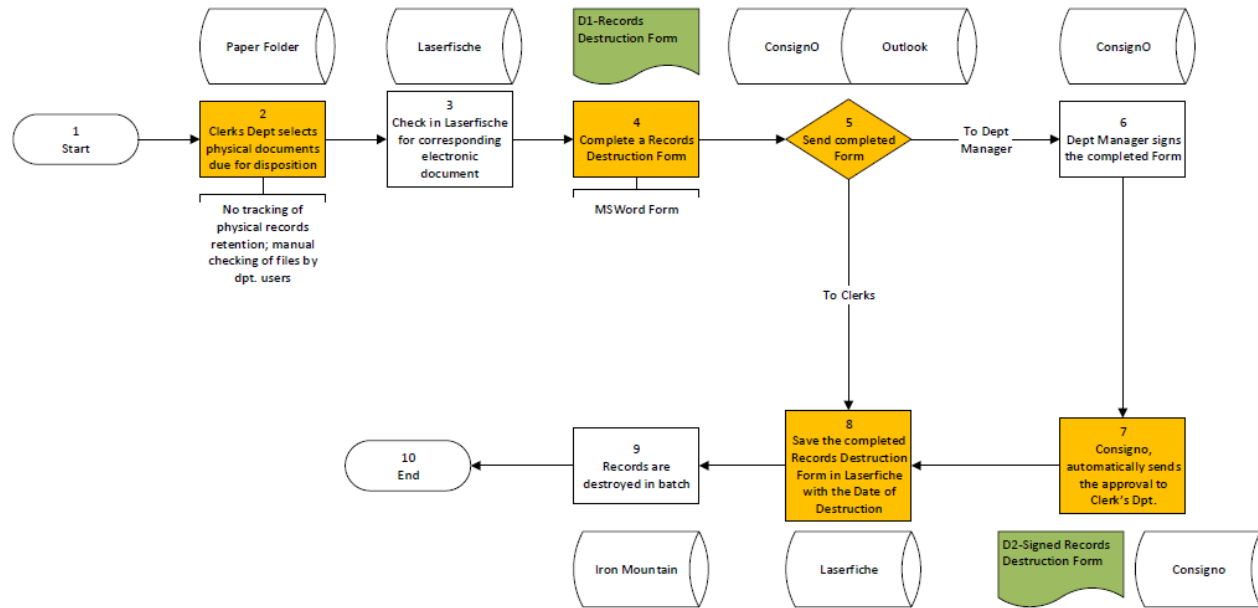 Paper Folder
Laserfische
D1-Records
Destruction Form
ConsignO
Outlook
ConsignO
1
Start
2
Clerks Dept selects
physical documents
due for disposition
3
Check in Laserfische
for corresponding
electronic
document
4
Complete a Records
Destruction Form
5
Send completed
Form
To Dept
Manager
6
Dept Manager signs
the completed Form
No tracking of
physical records
retention; manual
checking of files by
dpt. users
MSWord Form
To Clerks
10
End
9
Records are
destroyed in batch
8
Save the completed
Records Destruction
Form in Laserfiche
with the Date of
Destruction
7
Consigno,
automatically sends
the approval to
Clerk's Dpt.
Iron Mountain
Laserfiche
D2-Signed Records
Destruction Form
Consigno